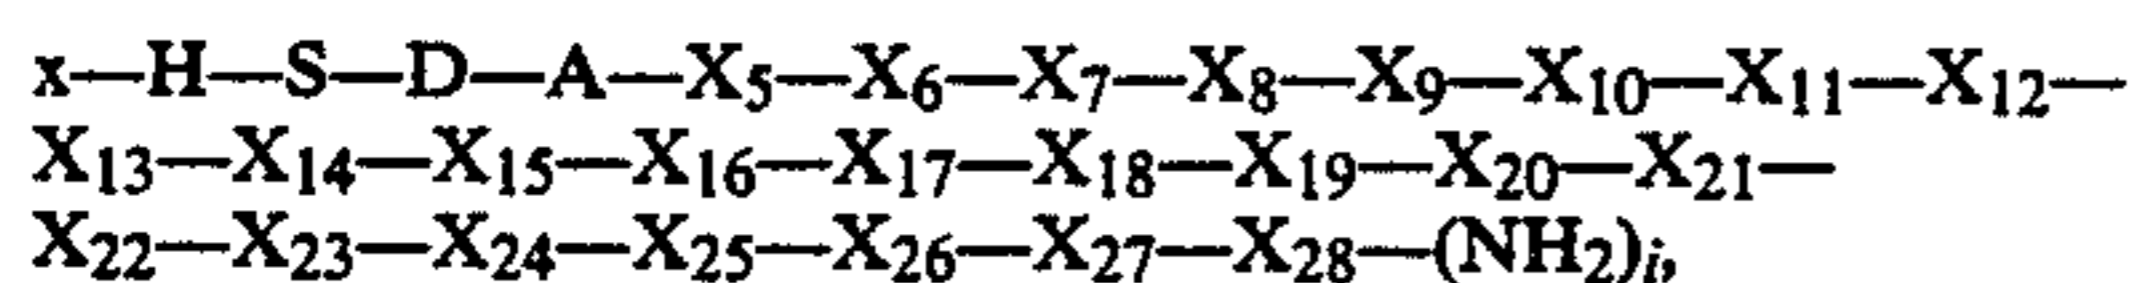 x—H—S—D—A—X₅—X₆—X₇—X₈—X₉—X₁₀—X₁₁—X₁₂—
X₁₃—X₁₄—X₁₅—X₁₆—X₁₇—X₁₈—X₁₉—X₂₀—X₂₁—
X₂₂—X₂₃—X₂₄—X₂₅—X₂₆—X₂₇—X₂₈—(NH₂)ᵢ,